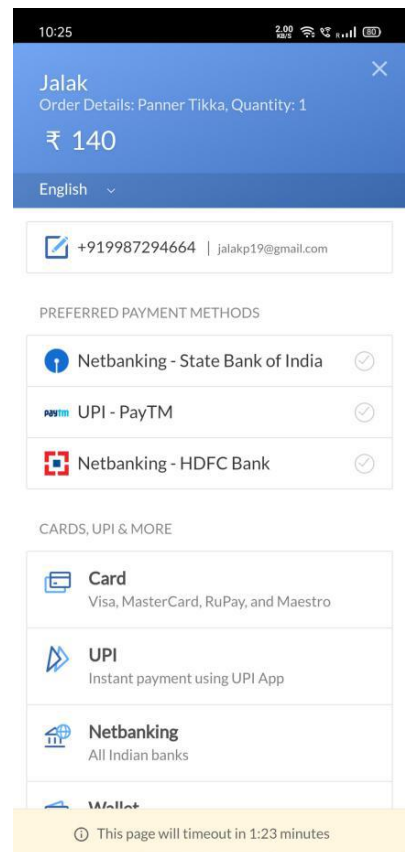 10:25 2.00 KB/S R 80
Jalak
Order Details: Panner Tikka, Quantity: 1
₹ 140
English
+919987294664 | jalakp19@gmail.com
PREFERRED PAYMENT METHODS
Netbanking - State Bank of India
paytm UPI - PayTM
Netbanking - HDFC Bank
CARDS, UPI & MORE
Card
Visa, MasterCard, RuPay, and Maestro
UPI
Instant payment using UPI App
Netbanking
All Indian banks
Wallet
This page will timeout in 1:23 minutes